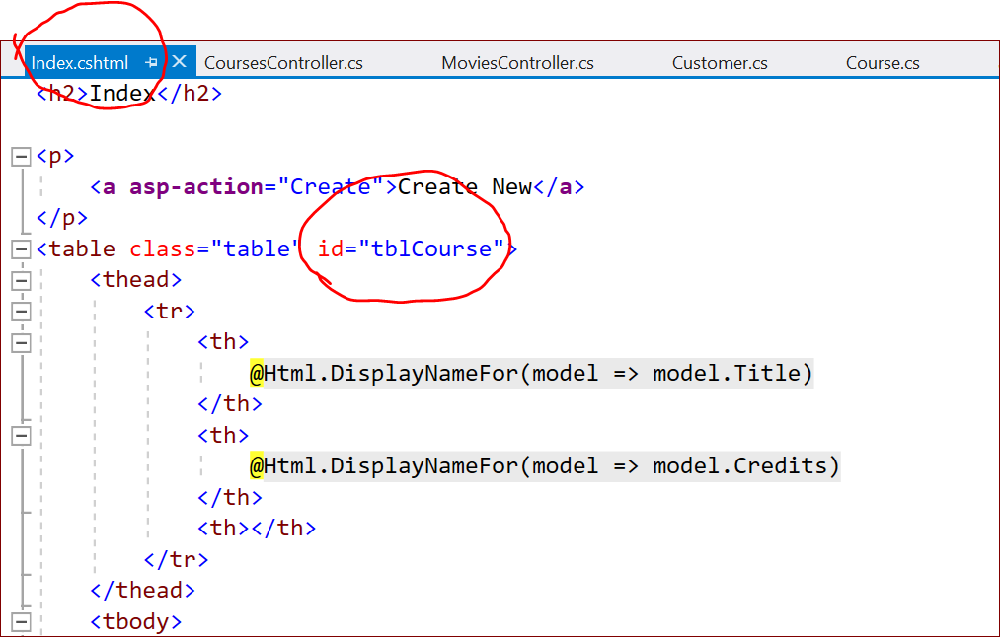 Index.cshtml CoursesController.cs MoviesController.cs Customer.cs Course.cs
<h2>Index</h2>
<p>
<a asp-action="Create">Create New</a>
</p>
<table class="table" id="tblCourse">
<thead>
<tr>
<th>
@Html.DisplayNameFor(model => model.Title)
</th>
<th>
@Html.DisplayNameFor(model => model.Credits)
</th>
<th></th>
</tr>
</thead>
<tbody>